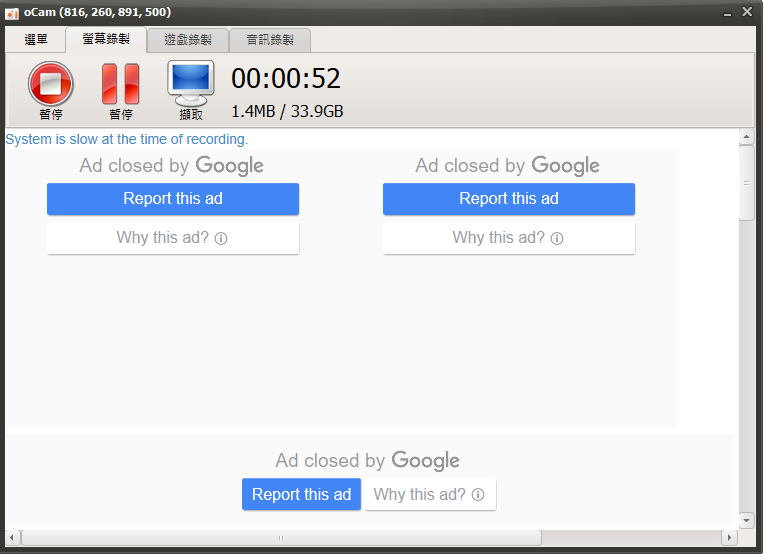 oCam (816, 260, 891, 500)
選單 螢幕錄製 遊戲錄製 音訊錄製
00:00:52
暫停 暫停 擷取 1.4MB / 33.9GB
System is slow at the time of recording.
Ad closed by Google Ad closed by Google
Report this ad Report this ad
Why this ad? Why this ad?
Ad closed by Google
Report this ad Why this ad?